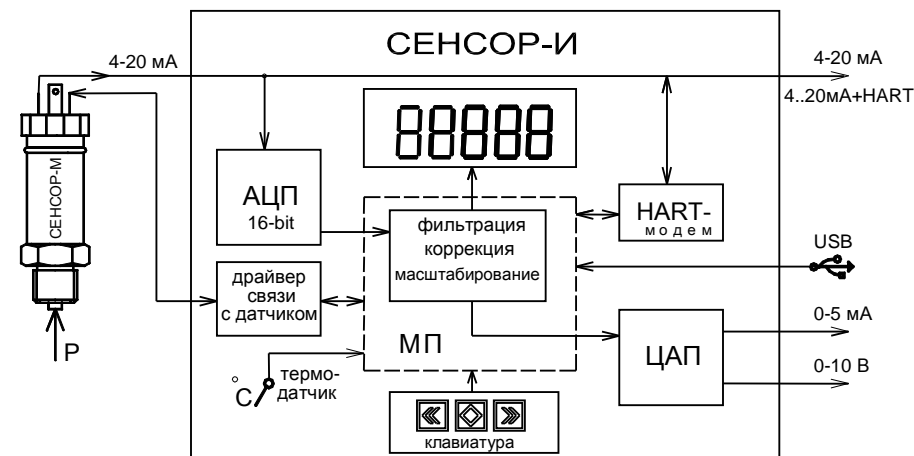 СЕНСОР-И
4-20 мА
4-20 мА
4..20мА+HART
88888
СЕНСОР-М
АЦП
16-bit
фильтрация
коррекция
масштабирование
HART-
модем
USB
драйвер
связи
с датчиком
МП
ЦАП
0-5 мА
0-10 В
P
°C
термо-
датчик
клавиатура